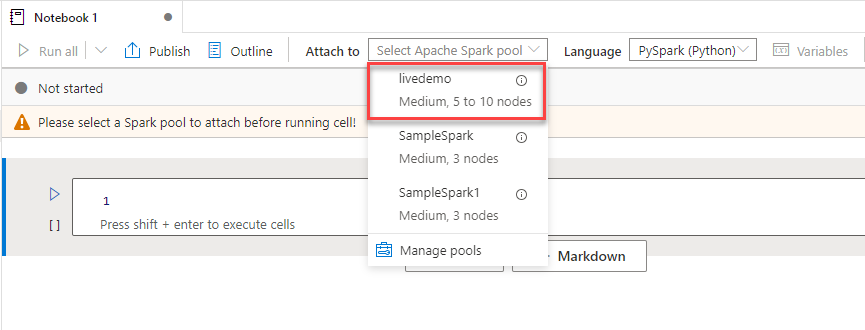 Notebook 1
Run all Publish Outline Attach to Select Apache Spark pool Language PySpark (Python) Variables
Not started
livedemo
Medium, 5 to 10 nodes
Please select a Spark pool to attach before running cell!
SampleSpark
Medium, 3 nodes
SampleSpark1
Medium, 3 nodes
1
[ ] Press shift + enter to execute cells
Manage pools
Markdown